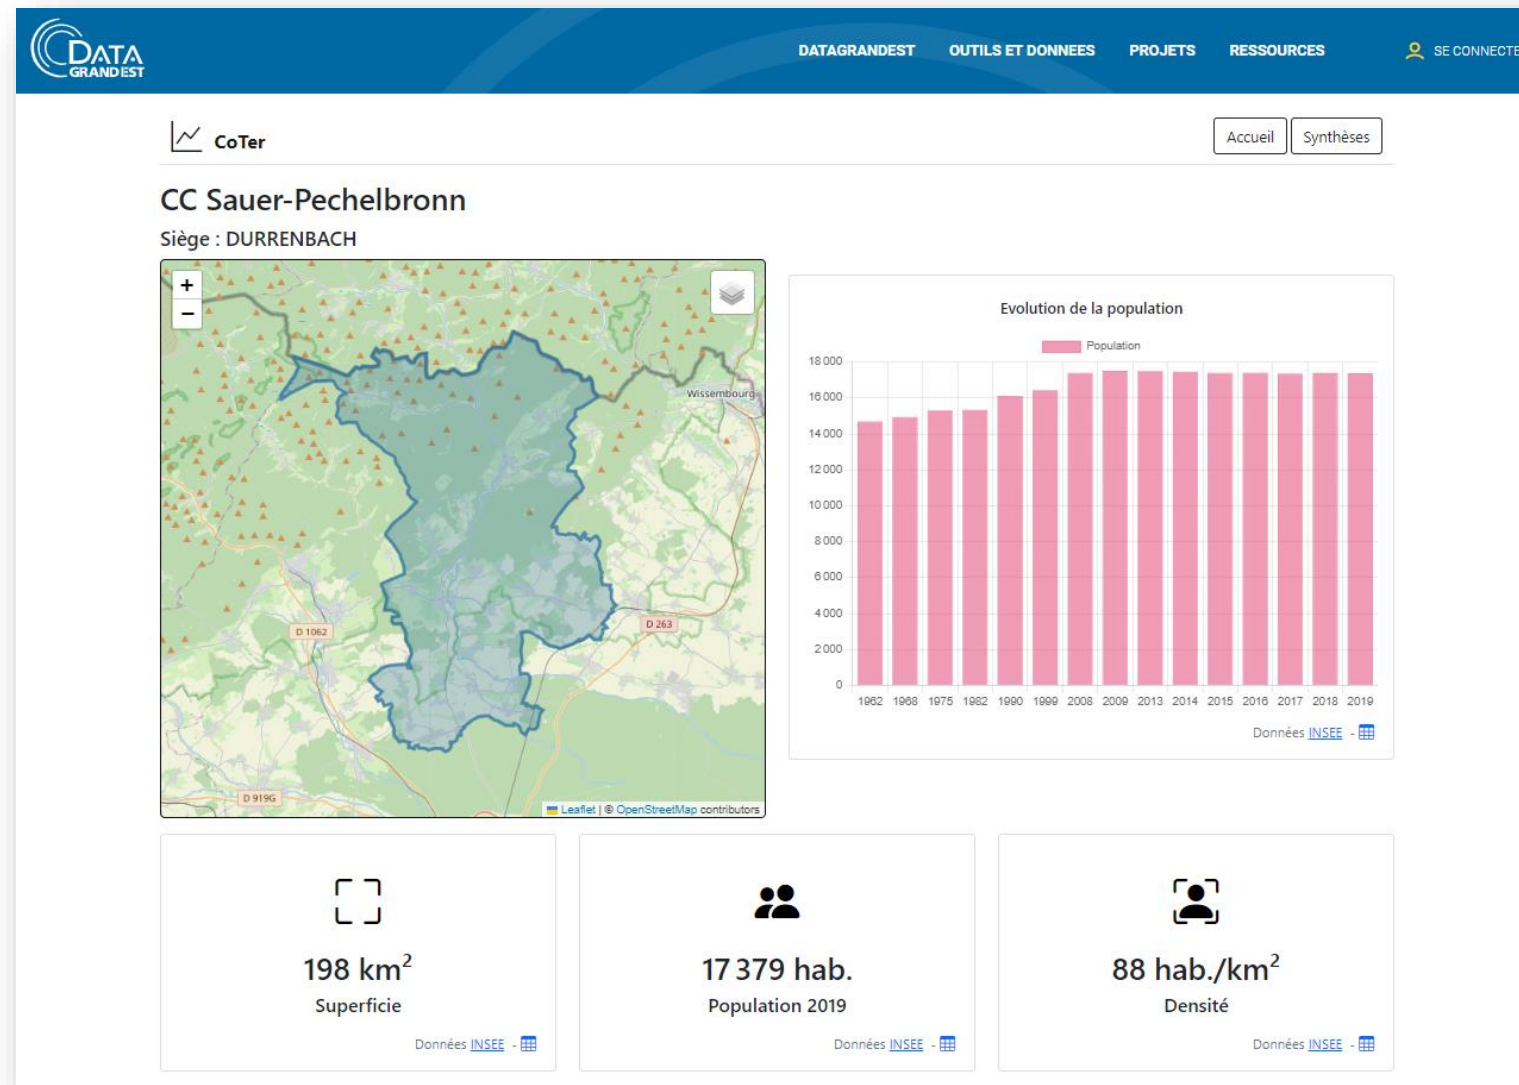 DATA
GRANDEST
DATAGRANDEST OUTILS ET DONNEES PROJETS RESSOURCES SE CONNECTE
CoTer
Accueil Synthèses
CC Sauer-Pechelbronn
Siège : DURRENBACH
+
−
Wissembourg
D 1062
D 263
D 919G
Leaflet | © OpenStreetMap contributors
Evolution de la population
Population
18 000
16 000
14 000
12 000
10 000
8 000
6 000
4 000
2 000
0
1962 1968 1975 1982 1990 1999 2008 2009 2013 2014 2015 2016 2017 2018 2019
Données INSEE -
198 km²
Superficie
Données INSEE -
17 379 hab.
Population 2019
Données INSEE -
88 hab./km²
Densité
Données INSEE -